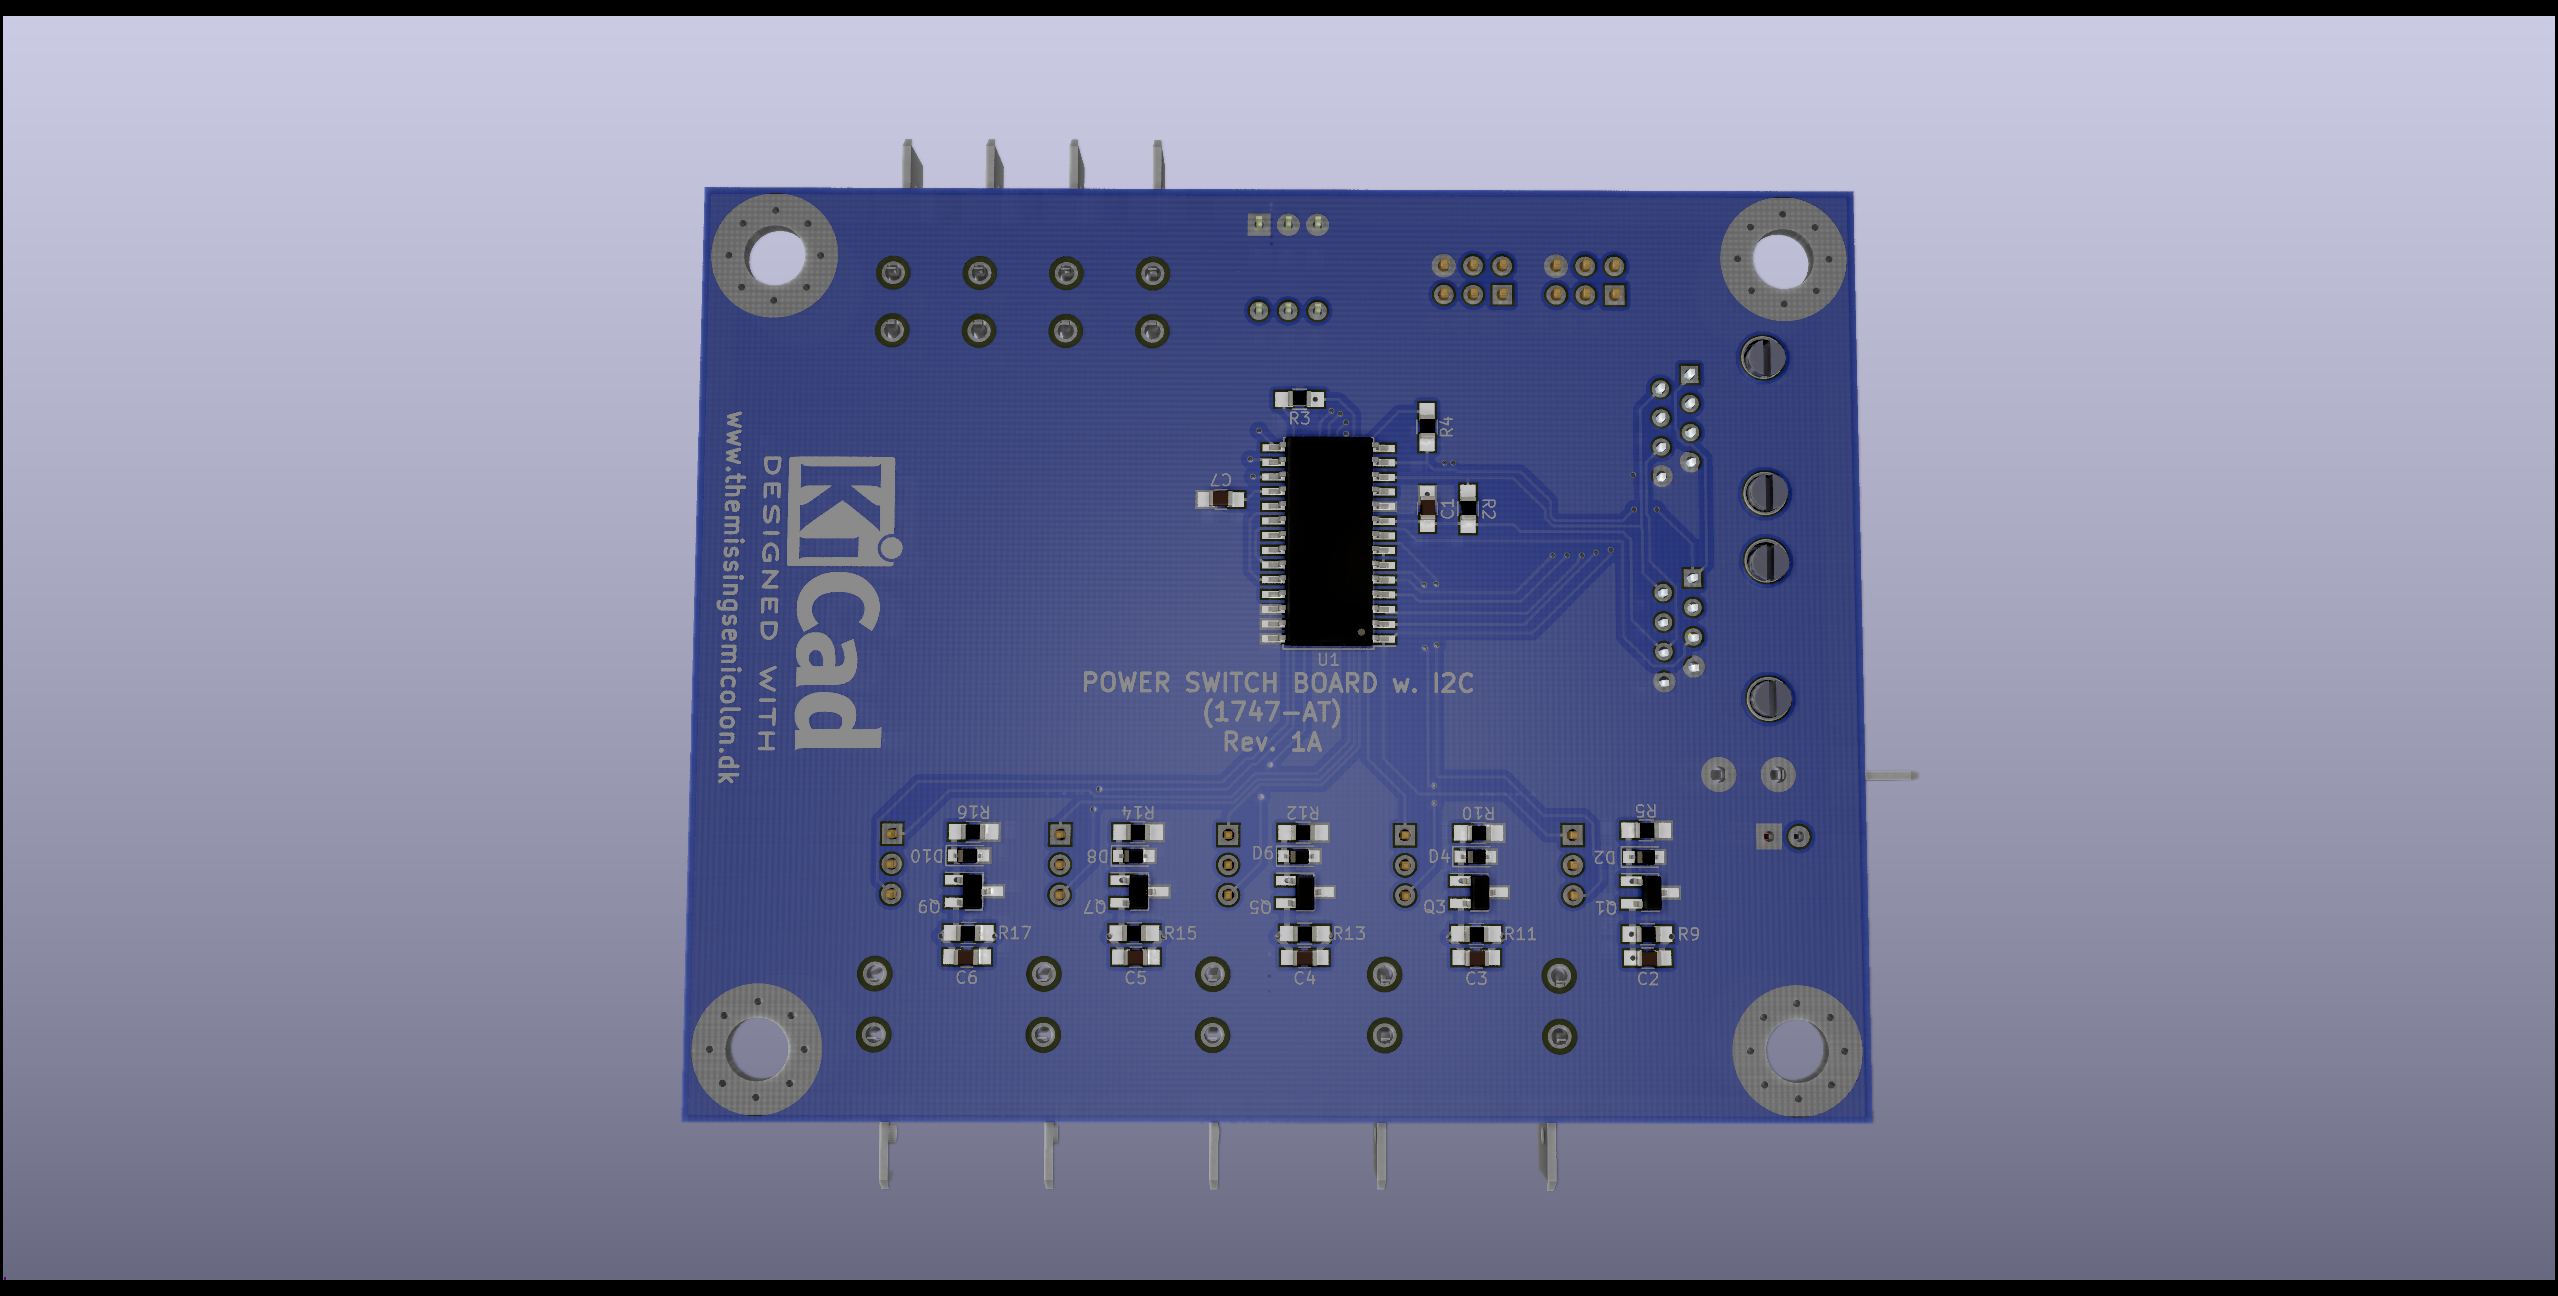 R3
R4
C7
C1
R2
www.themissingsemicolon.dk
DESIGNED WITH
KiCad
U1
POWER SWITCH BOARD w. I2C
(1747-AT)
Rev. 1A
R16
R14
R12
R10
R5
D10
D8
D6
D4
D2
Q9
Q7
Q5
Q3
Q1
R17
R15
R13
R11
R9
C6
C5
C4
C3
C2